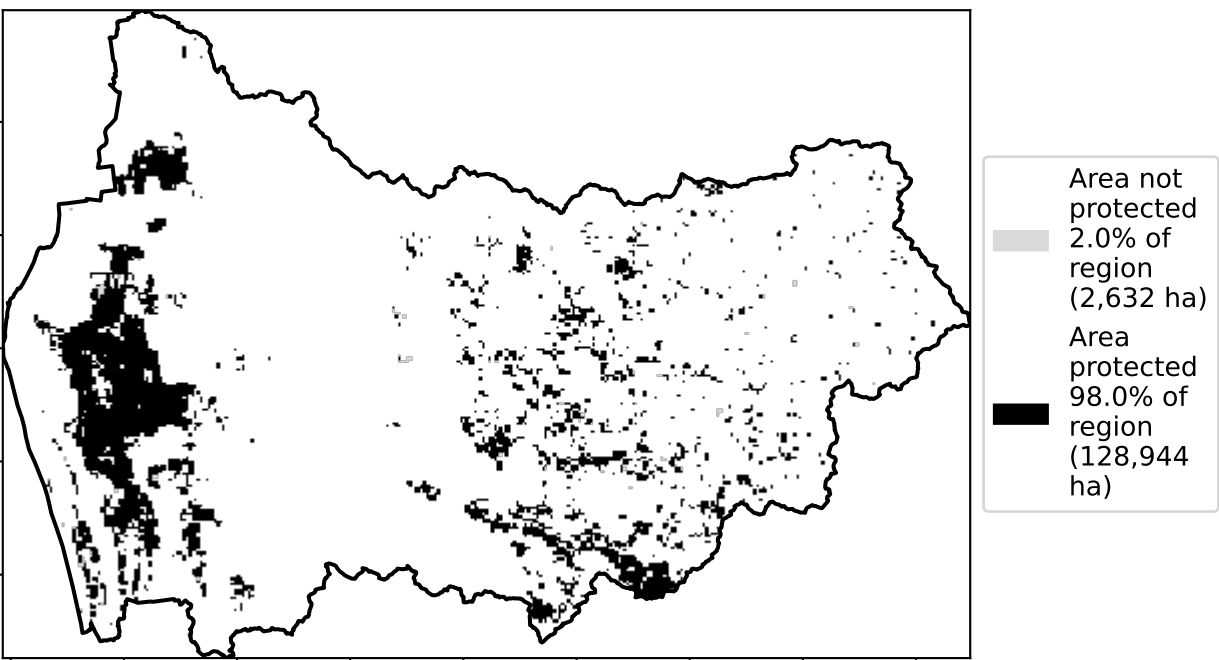 Area not
protected
2.0% of
region
(2,632 ha)
Area
protected
98.0% of
region
(128,944
ha)